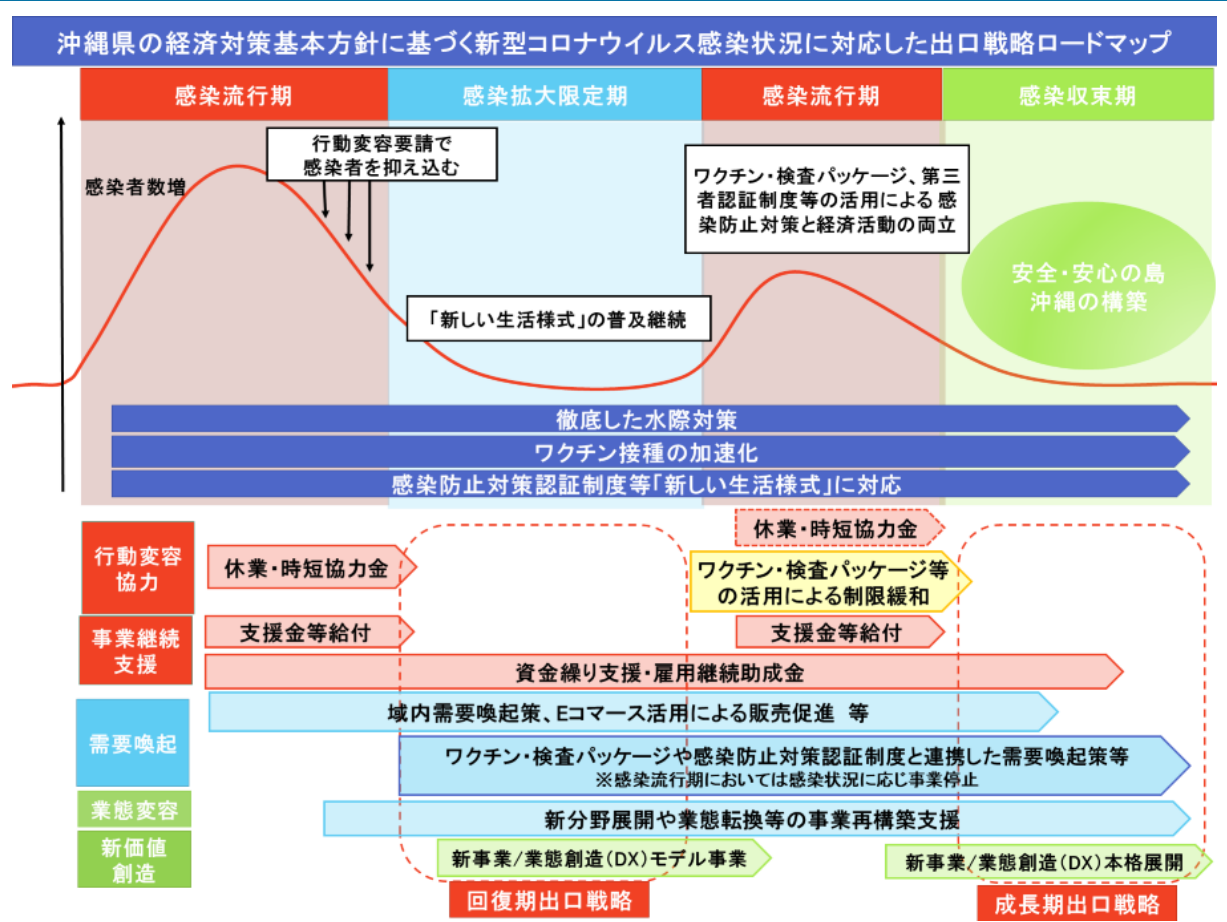 沖縄県の経済対策基本方針に基づく新型コロナウイルス感染状況に対応した出口戦略ロードマップ
感染流行期
感染拡大限定期
感染流行期
感染収束期
感染者数増
行動変容要請で
感染者を抑え込む
「新しい生活様式」の普及継続
ワクチン・検査パッケージ、第三
者認証制度等の活用による感
染防止対策と経済活動の両立
安全・安心の島
沖縄の構築
徹底した水際対策
ワクチン接種の加速化
感染防止対策認証制度等「新しい生活様式」に対応
行動変容
協力
休業・時短協力金
休業・時短協力金
ワクチン・検査パッケージ等
の活用による制限緩和
事業継続
支援
支援金等給付
支援金等給付
資金繰り支援・雇用継続助成金
需要喚起
域内需要喚起策、Eコマース活用による販売促進 等
ワクチン・検査パッケージや感染防止対策認証制度と連携した需要喚起策等
※感染流行期においては感染状況に応じ事業停止
業態変容
新分野展開や業態転換等の事業再構築支援
新価値
創造
新事業/業態創造(DX)モデル事業
新事業/業態創造(DX)本格展開
回復期出口戦略
成長期出口戦略